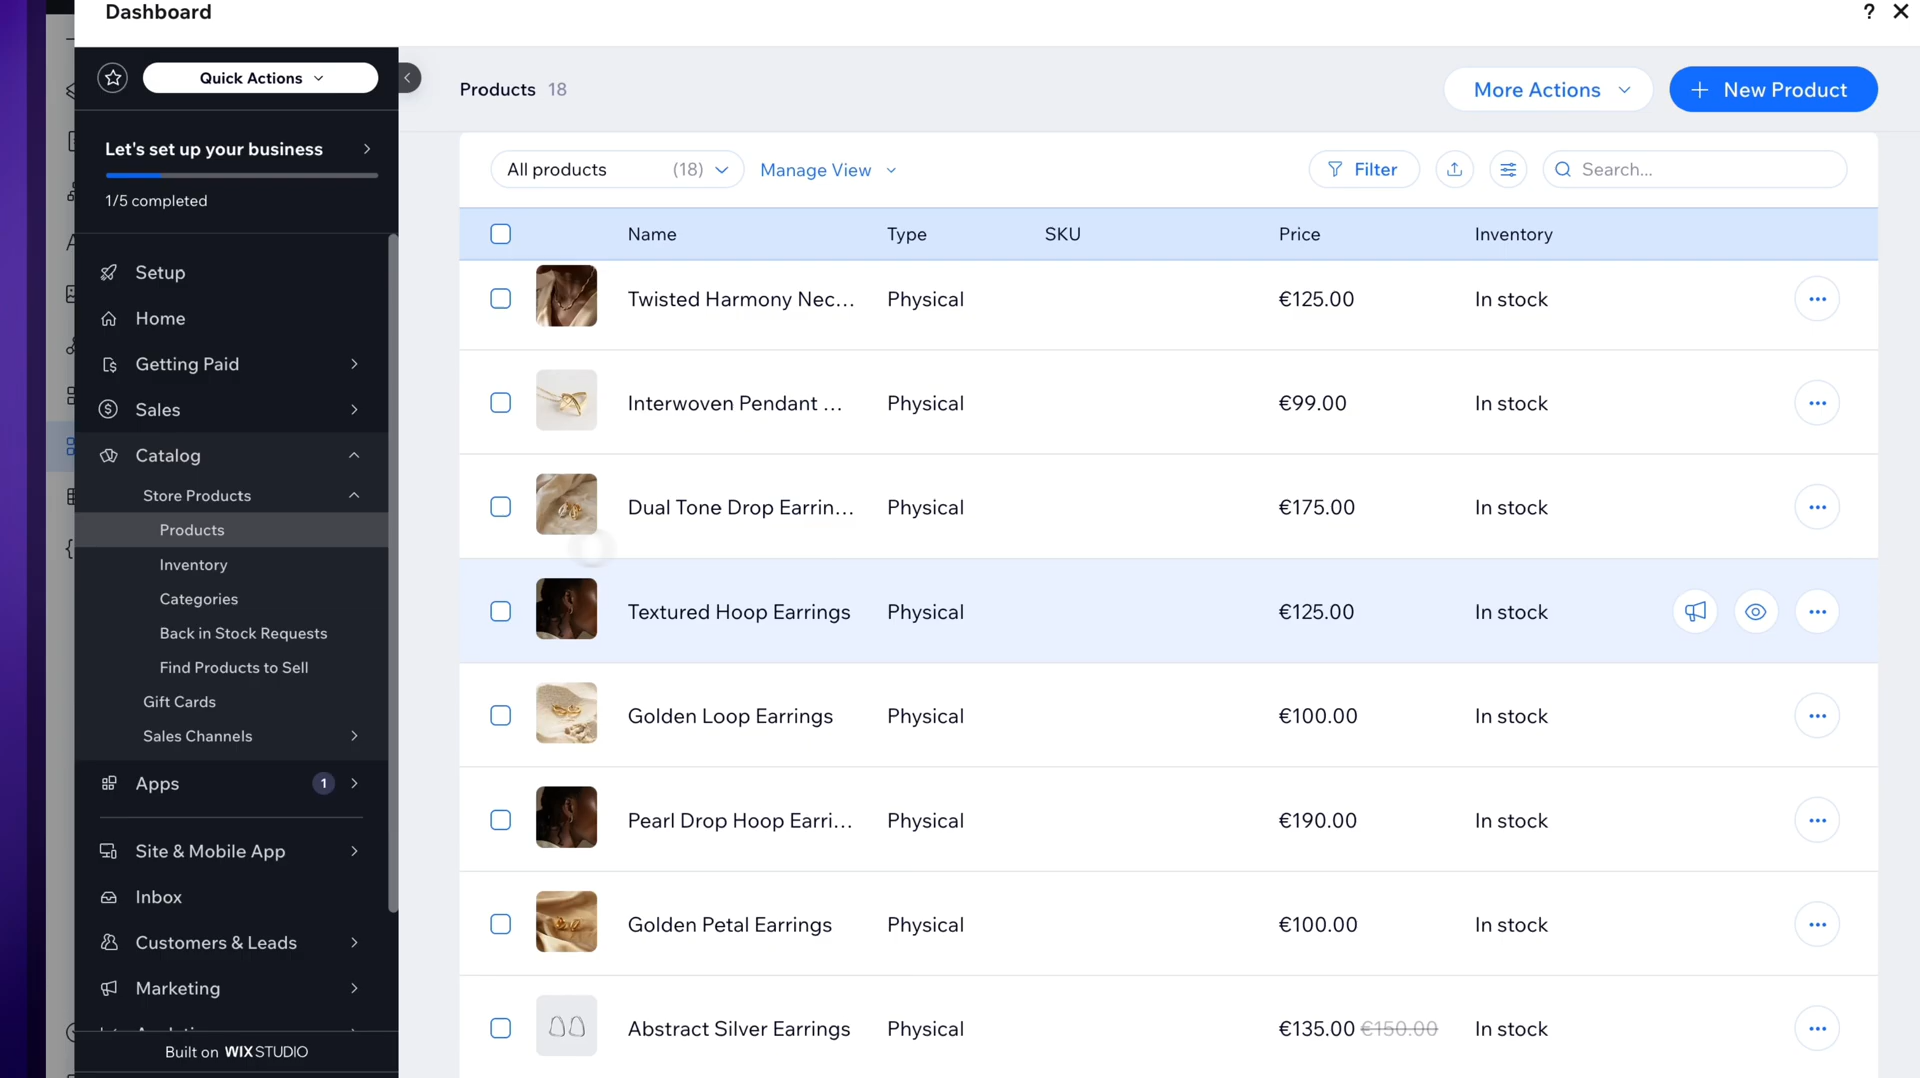 Dashboard
?
Quick Actions
Let's set up your business
1/5 completed
Setup
Home
Getting Paid
Sales
Catalog
Store Products
Products
Inventory
Categories
Back in Stock Requests
Find Products to Sell
Gift Cards
Sales Channels
Apps 1
Site & Mobile App
Inbox
Customers & Leads
Marketing
Built on WIX STUDIO
Products 18
More Actions
New Product
All products (18)
Manage View
Filter
Search...
Name Type SKU Price Inventory
Twisted Harmony Nec... Physical €125.00 In stock
Interwoven Pendant ... Physical €99.00 In stock
Dual Tone Drop Earrin... Physical €175.00 In stock
Textured Hoop Earrings Physical €125.00 In stock
Golden Loop Earrings Physical €100.00 In stock
Pearl Drop Hoop Earri... Physical €190.00 In stock
Golden Petal Earrings Physical €100.00 In stock
Abstract Silver Earrings Physical €135.00 €150.00 In stock